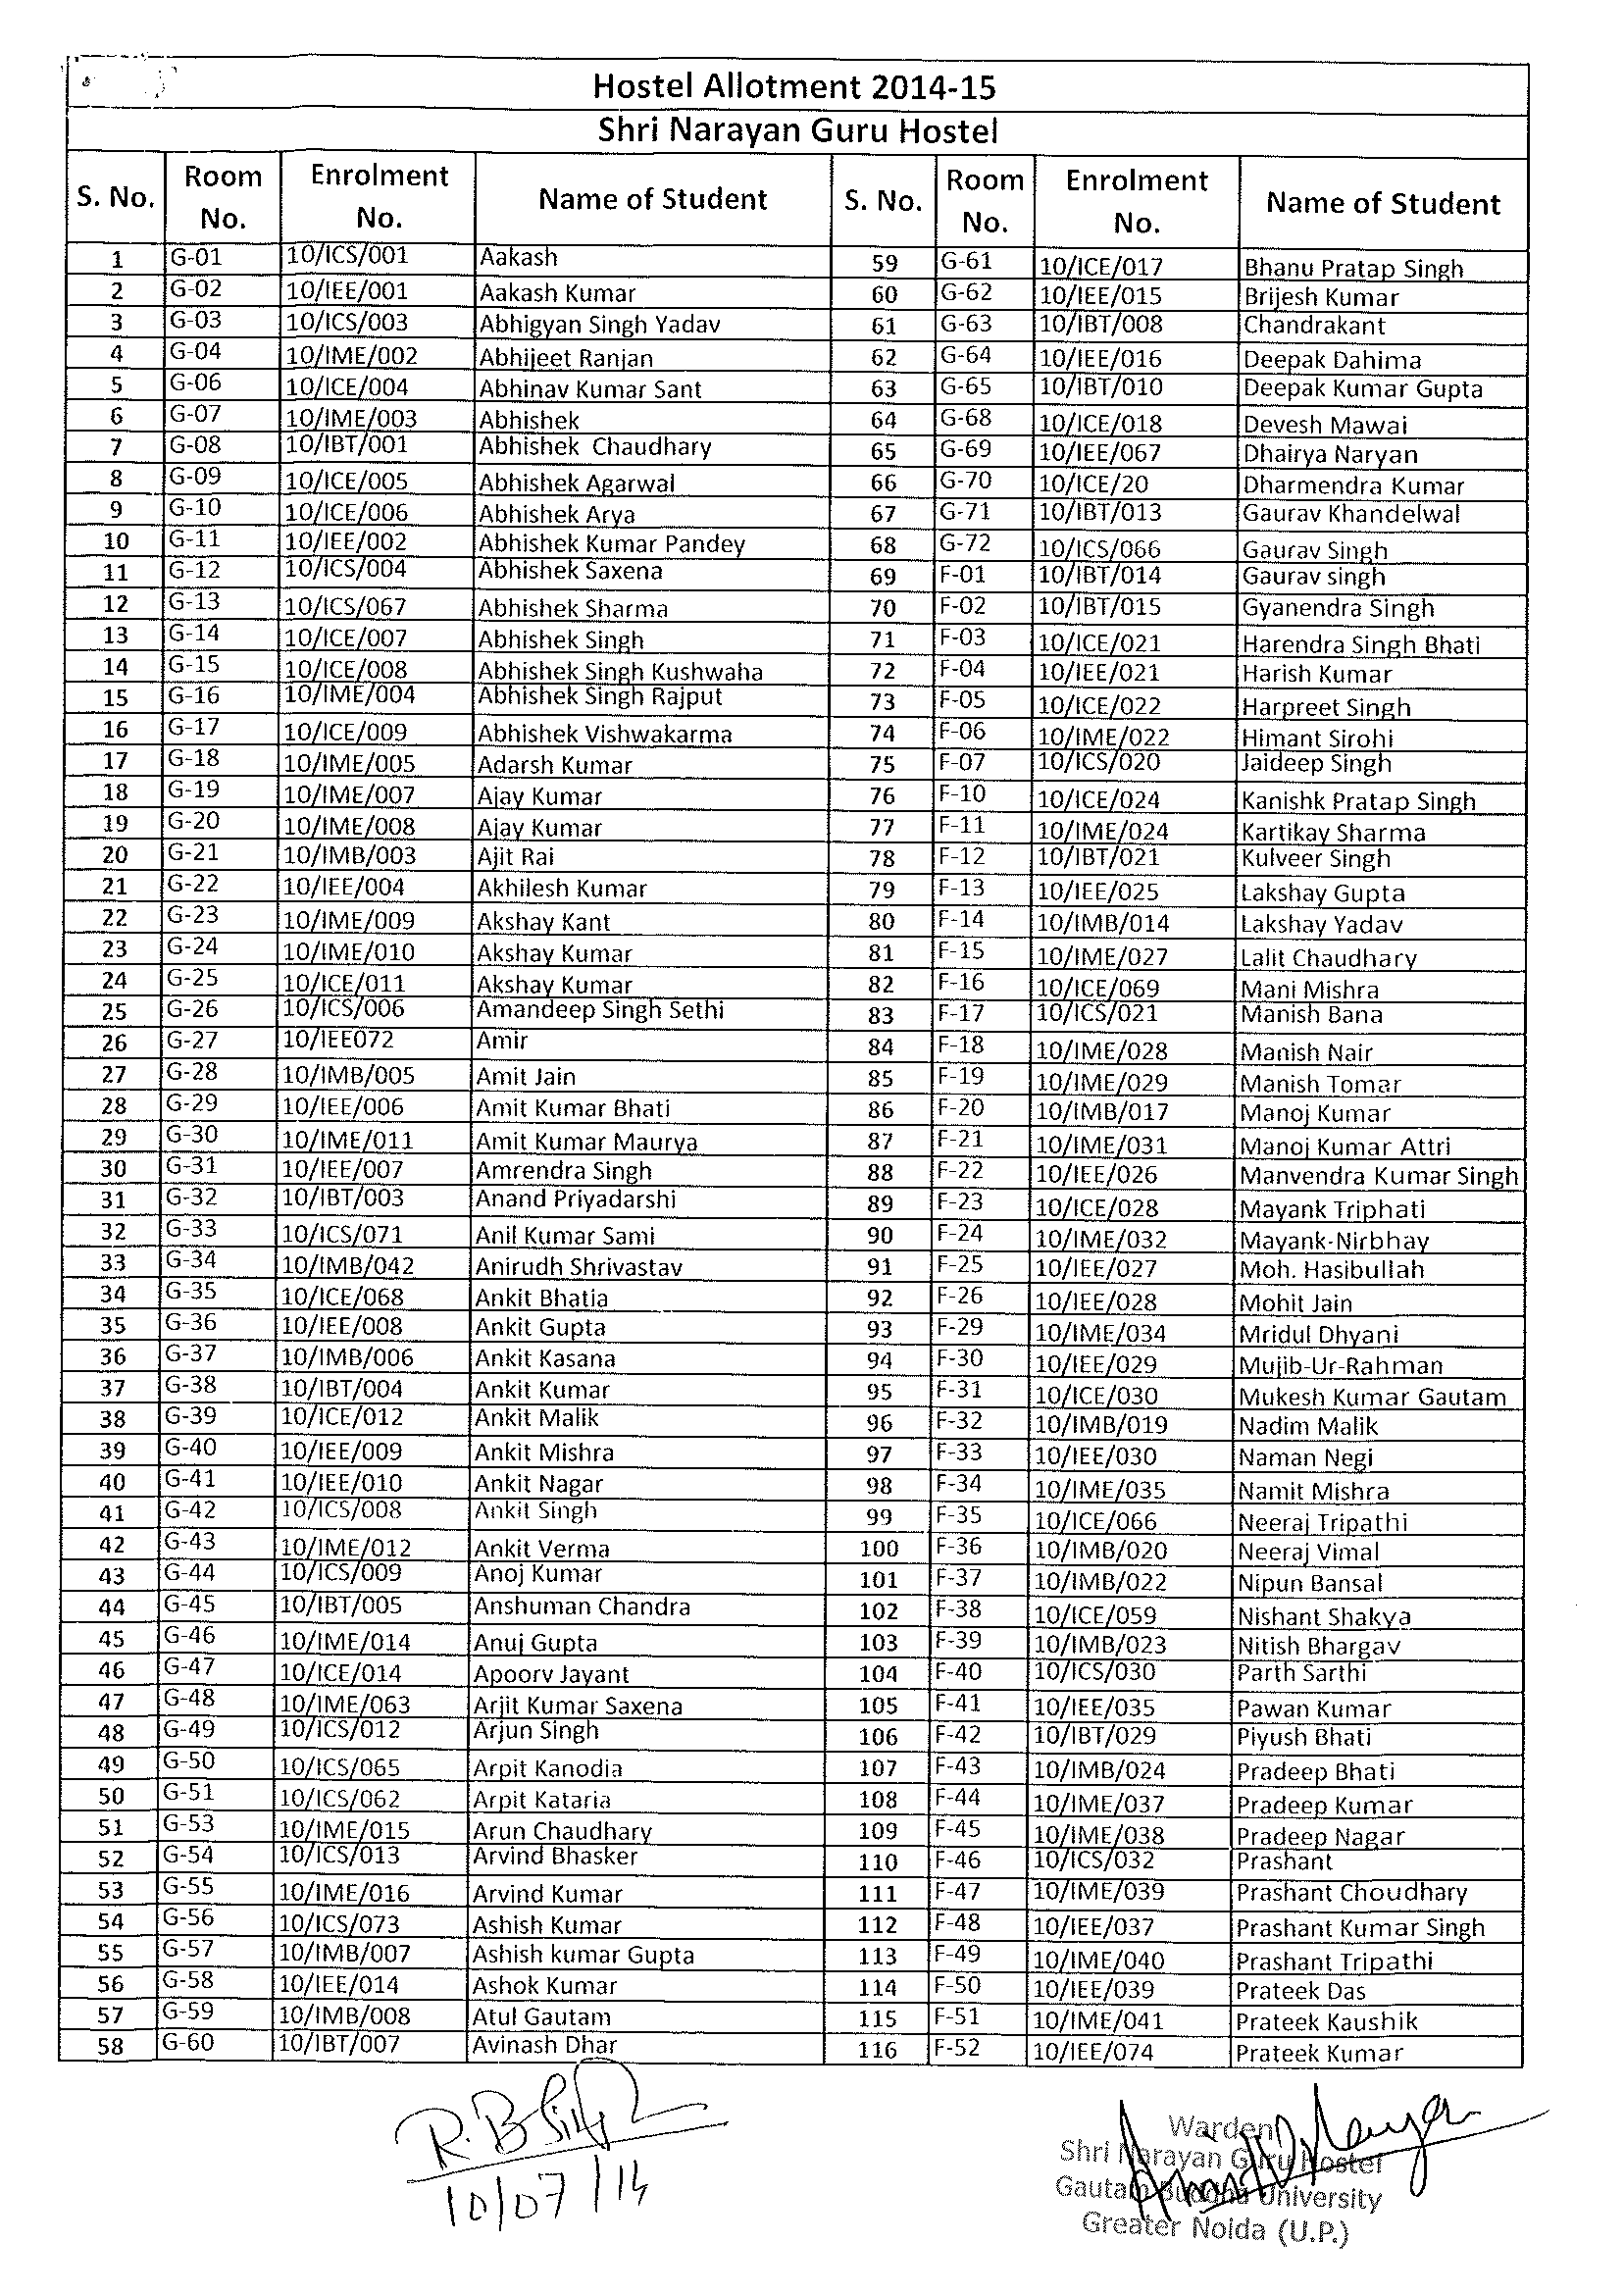 Hostel Allotment 2014-15
Shri Narayan Guru Hostel
S. No. Room No. Enrolment No. Name of Student S. No. Room No. Enrolment No. Name of Student
1 G-01 10/ICS/001 Aakash 59 G-61 10/ICE/017 Bhanu Pratap Singh
2 G-02 10/IEE/001 Aakash Kumar 60 G-62 10/IEE/015 Brijesh Kumar
3 G-03 10/ICS/003 Abhigyan Singh Yadav 61 G-63 10/IBT/008 Chandrakant
4 G-04 10/IME/002 Abhijeet Ranjan 62 G-64 10/IEE/016 Deepak Dahima
5 G-06 10/ICE/004 Abhinav Kumar Sant 63 G-65 10/IBT/010 Deepak Kumar Gupta
6 G-07 10/IME/003 Abhishek 64 G-68 10/ICE/018 Devesh Mawai
7 G-08 10/IBT/001 Abhishek Chaudhary 65 G-69 10/IEE/067 Dhairya Naryan
8 G-09 10/ICE/005 Abhishek Agarwal 66 G-70 10/ICE/20 Dharmendra Kumar
9 G-10 10/ICE/006 Abhishek Arya 67 G-71 10/IBT/013 Gaurav Khandelwal
10 G-11 10/IEE/002 Abhishek Kumar Pandey 68 G-72 10/ICS/066 Gaurav Singh
11 G-12 10/ICS/004 Abhishek Saxena 69 F-01 10/IBT/014 Gaurav singh
12 G-13 10/ICS/067 Abhishek Sharma 70 F-02 10/IBT/015 Gyanendra Singh
13 G-14 10/ICE/007 Abhishek Singh 71 F-03 10/ICE/021 Harendra Singh Bhati
14 G-15 10/ICE/008 Abhishek Singh Kushwaha 72 F-04 10/IEE/021 Harish Kumar
15 G-16 10/IME/004 Abhishek Singh Rajput 73 F-05 10/ICE/022 Harpreet Singh
16 G-17 10/ICE/009 Abhishek Vishwakarma 74 F-06 10/IME/022 Himant Sirohi
17 G-18 10/IME/005 Adarsh Kumar 75 F-07 10/ICS/020 Jaideep Singh
18 G-19 10/IME/007 Ajay Kumar 76 F-10 10/ICE/024 Kanishk Pratap Singh
19 G-20 10/IME/008 Ajay Kumar 77 F-11 10/IME/024 Kartikay Sharma
20 G-21 10/IMB/003 Ajit Rai 78 F-12 10/IBT/021 Kulveer Singh
21 G-22 10/IEE/004 Akhilesh Kumar 79 F-13 10/IEE/025 Lakshay Gupta
22 G-23 10/IME/009 Akshay Kant 80 F-14 10/IMB/014 Lakshay Yadav
23 G-24 10/IME/010 Akshay Kumar 81 F-15 10/IME/027 Lalit Chaudhary
24 G-25 10/ICE/011 Akshay Kumar 82 F-16 10/ICE/069 Mani Mishra
25 G-26 10/ICS/006 Amandeep Singh Sethi 83 F-17 10/ICS/021 Manish Bana
26 G-27 10/IEE072 Amir 84 F-18 10/IME/028 Manish Nair
27 G-28 10/IMB/005 Amit Jain 85 F-19 10/IME/029 Manish Tomar
28 G-29 10/IEE/006 Amit Kumar Bhati 86 F-20 10/IMB/017 Manoj Kumar
29 G-30 10/IME/011 Amit Kumar Maurya 87 F-21 10/IME/031 Manoj Kumar Attri
30 G-31 10/IEE/007 Amrendra Singh 88 F-22 10/IEE/026 Manvendra Kumar Singh
31 G-32 10/IBT/003 Anand Priyadarshi 89 F-23 10/ICE/028 Mayank Triphati
32 G-33 10/ICS/071 Anil Kumar Sami 90 F-24 10/IME/032 Mayank-Nirbhay
33 G-34 10/IMB/042 Anirudh Shrivastav 91 F-25 10/IEE/027 Moh. Hasibullah
34 G-35 10/ICE/068 Ankit Bhatia 92 F-26 10/IEE/028 Mohit Jain
35 G-36 10/IEE/008 Ankit Gupta 93 F-29 10/IME/034 Mridul Dhyani
36 G-37 10/IMB/006 Ankit Kasana 94 F-30 10/IEE/029 Mujib-Ur-Rahman
37 G-38 10/IBT/004 Ankit Kumar 95 F-31 10/ICE/030 Mukesh Kumar Gautam
38 G-39 10/ICE/012 Ankit Malik 96 F-32 10/IMB/019 Nadim Malik
39 G-40 10/IEE/009 Ankit Mishra 97 F-33 10/IEE/030 Naman Negi
40 G-41 10/IEE/010 Ankit Nagar 98 F-34 10/IME/035 Namit Mishra
41 G-42 10/ICS/008 Ankit Singh 99 F-35 10/ICE/066 Neeraj Tripathi
42 G-43 10/IME/012 Ankit Verma 100 F-36 10/IMB/020 Neeraj Vimal
43 G-44 10/ICS/009 Anoj Kumar 101 F-37 10/IMB/022 Nipun Bansal
44 G-45 10/IBT/005 Anshuman Chandra 102 F-38 10/ICE/059 Nishant Shakya
45 G-46 10/IME/014 Anuj Gupta 103 F-39 10/IMB/023 Nitish Bhargav
46 G-47 10/ICE/014 Apoorv Jayant 104 F-40 10/ICS/030 Parth Sarthi
47 G-48 10/IME/063 Arjit Kumar Saxena 105 F-41 10/IEE/035 Pawan Kumar
48 G-49 10/ICS/012 Arjun Singh 106 F-42 10/IBT/029 Piyush Bhati
49 G-50 10/ICS/065 Arpit Kanodia 107 F-43 10/IMB/024 Pradeep Bhati
50 G-51 10/ICS/062 Arpit Kataria 108 F-44 10/IME/037 Pradeep Kumar
51 G-53 10/IME/015 Arun Chaudhary 109 F-45 10/IME/038 Pradeep Nagar
52 G-54 10/ICS/013 Arvind Bhasker 110 F-46 10/ICS/032 Prashant
53 G-55 10/IME/016 Arvind Kumar 111 F-47 10/IME/039 Prashant Choudhary
54 G-56 10/ICS/073 Ashish Kumar 112 F-48 10/IEE/037 Prashant Kumar Singh
55 G-57 10/IMB/007 Ashish kumar Gupta 113 F-49 10/IME/040 Prashant Tripathi
56 G-58 10/IEE/014 Ashok Kumar 114 F-50 10/IEE/039 Prateek Das
57 G-59 10/IMB/008 Atul Gautam 115 F-51 10/IME/041 Prateek Kaushik
58 G-60 10/IBT/007 Avinash Dhar 116 F-52 10/IEE/074 Prateek Kumar
R. B. Singh
10/07/14
Warden
Shri Narayan Guru Hostel
Gautam Buddha University
Greater Noida (U.P.)